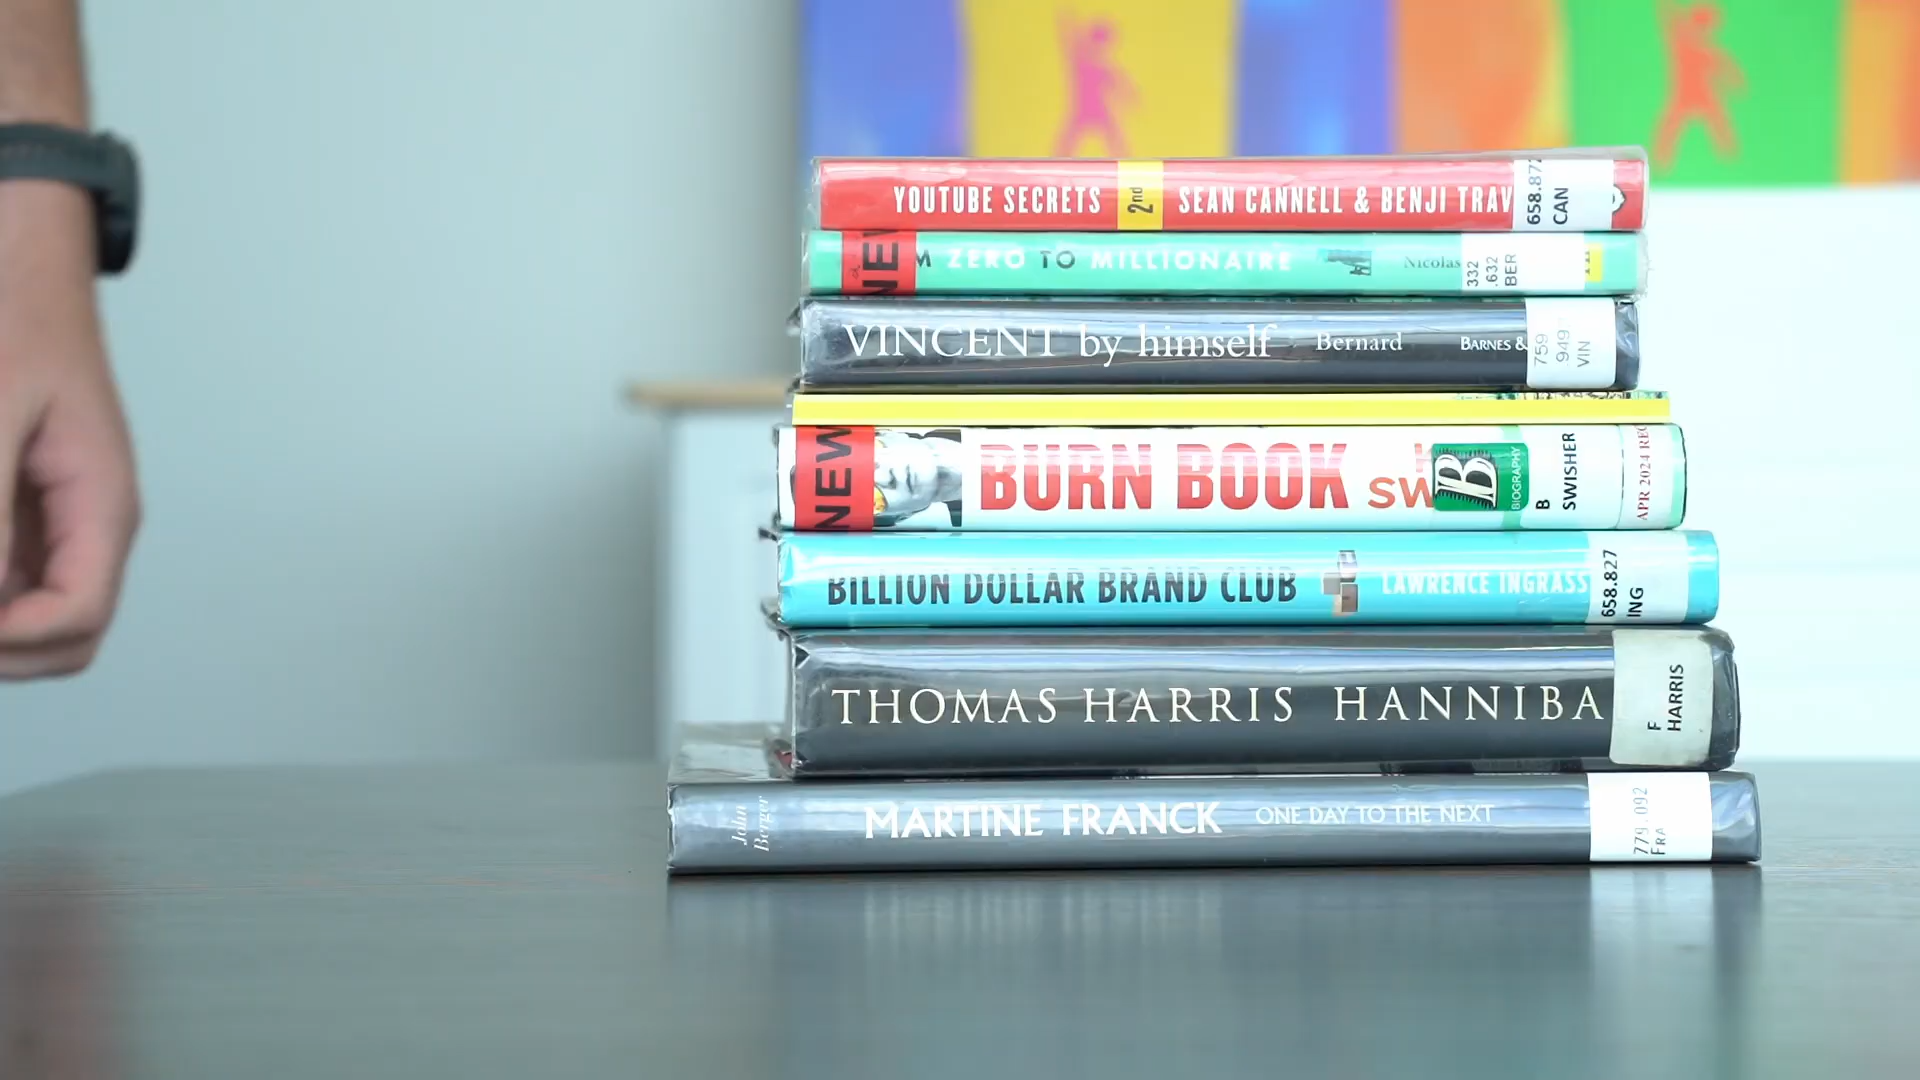 YOUTUBE SECRETS 2nd SEAN CANNELL & BENJI TRAV 658.872 CAN
NEW M ZERO TO MILLIONAIRE Nicolas 332 .632 BER
VINCENT by himself Bernard BARNES & 759 .949 VIN
NEW BURN BOOK SW B BIOGRAPHY B SWISHER APR 2024 REC
BILLION DOLLAR BRAND CLUB LAWRENCE INGRASS 658.827 ING
THOMAS HARRIS HANNIBA F HARRIS
John Berger MARTINE FRANCK ONE DAY TO THE NEXT 779.092 FRA